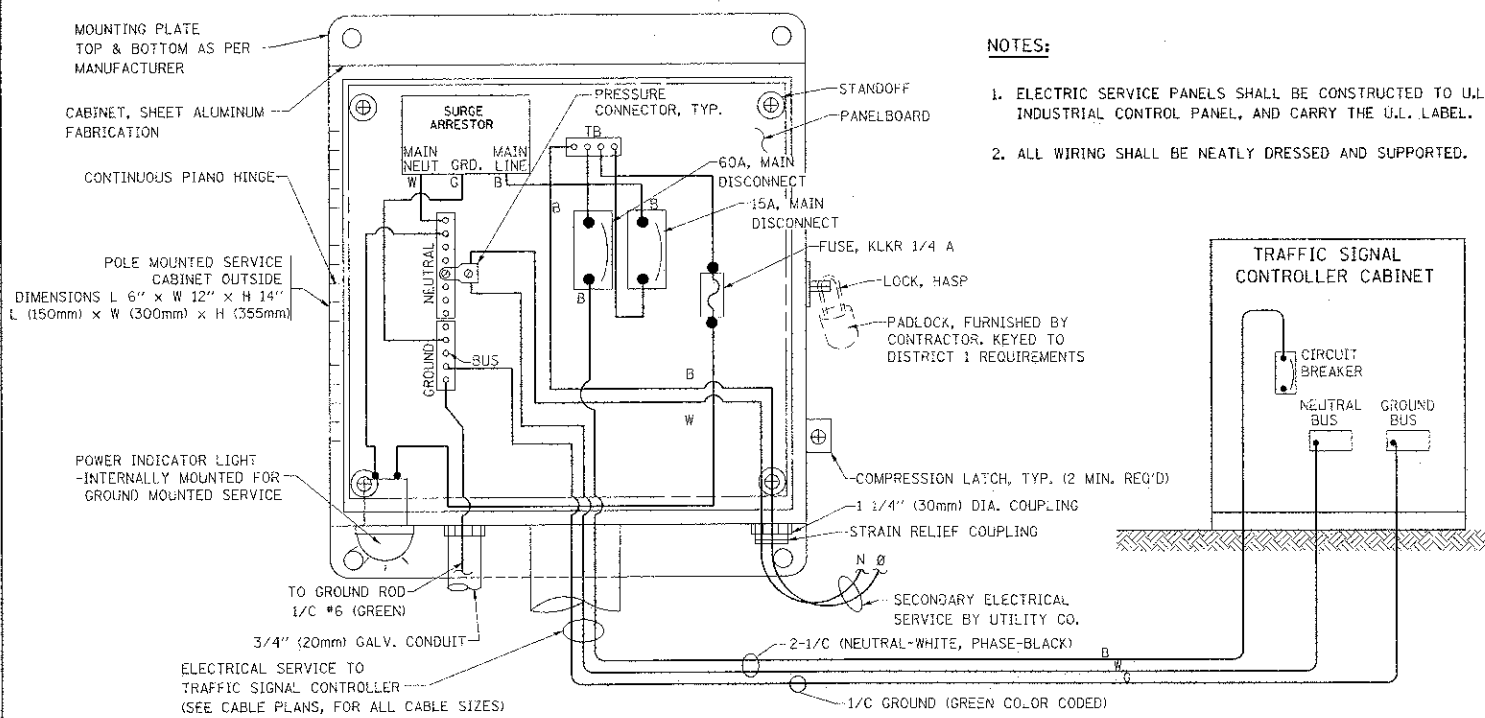 MOUNTING PLATE
TOP & BOTTOM AS PER
MANUFACTURER
CABINET, SHEET ALUMINUM
FABRICATION
CONTINUOUS PIANO HINGE
POLE MOUNTED SERVICE
CABINET OUTSIDE
DIMENSIONS L 6" x W 12" x H 14"
L (150mm) x W (300mm) x H (355mm)
POWER INDICATOR LIGHT
-INTERNALLY MOUNTED FOR
GROUND MOUNTED SERVICE
TO GROUND ROD
1/C #6 (GREEN)
3/4" (20mm) GALV. CONDUIT
ELECTRICAL SERVICE TO
TRAFFIC SIGNAL CONTROLLER
(SEE CABLE PLANS, FOR ALL CABLE SIZES)
SURGE
ARRESTOR
MAIN
NEUT
GRD.
MAIN
LINE
W
G
B
NEUTRAL
GROUND
BUS
PRESSURE
CONNECTOR, TYP.
TB
B
B
B
60A, MAIN
DISCONNECT
15A, MAIN
DISCONNECT
FUSE, KLKR 1/4 A
B
W
STANDOFF
PANELBOARD
LOCK, HASP
PADLOCK, FURNISHED BY
CONTRACTOR. KEYED TO
DISTRICT 1 REQUIREMENTS
COMPRESSION LATCH, TYP. (2 MIN. REQ'D)
1 1/4" (30mm) DIA. COUPLING
STRAIN RELIEF COUPLING
N Ø
SECONDARY ELECTRICAL
SERVICE BY UTILITY CO.
2-1/C (NEUTRAL-WHITE, PHASE-BLACK)
B
W
G
1/C GROUND (GREEN COLOR CODED)
NOTES:
1. ELECTRIC SERVICE PANELS SHALL BE CONSTRUCTED TO U.L
INDUSTRIAL CONTROL PANEL, AND CARRY THE U.L. LABEL.
2. ALL WIRING SHALL BE NEATLY DRESSED AND SUPPORTED.
TRAFFIC SIGNAL
CONTROLLER CABINET
CIRCUIT
BREAKER
NEUTRAL
BUS
GROUND
BUS